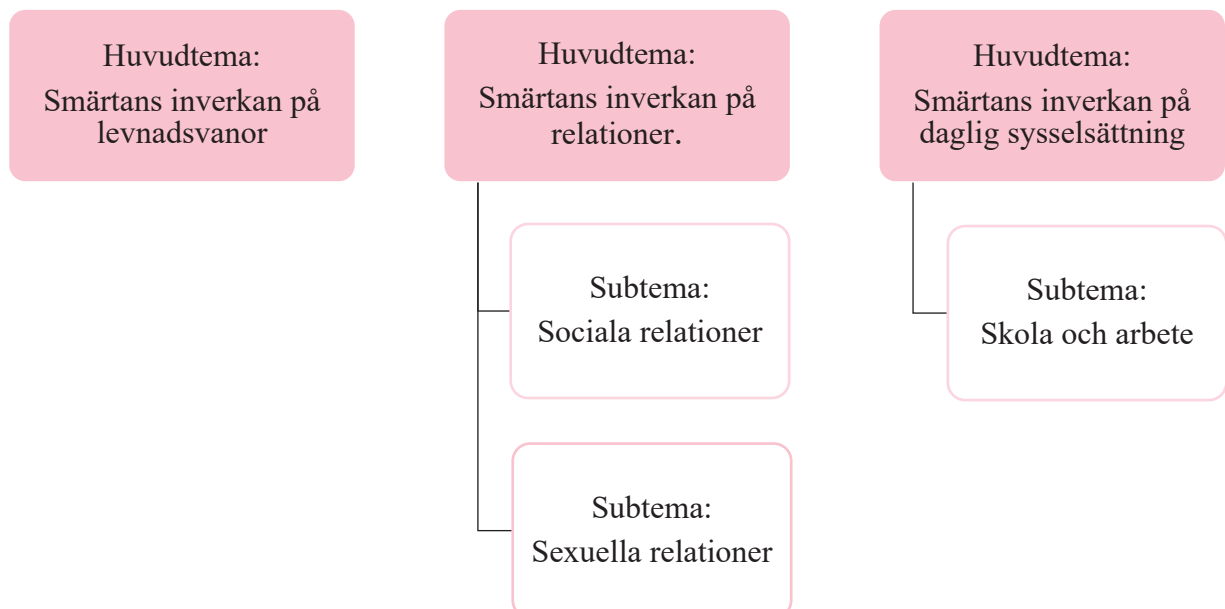 Huvudtema:
Smärtans inverkan på
levnadsvanor
Huvudtema:
Smärtans inverkan på
relationer.
Subtema:
Sociala relationer
Subtema:
Sexuella relationer
Huvudtema:
Smärtans inverkan på
daglig sysselsättning
Subtema:
Skola och arbete